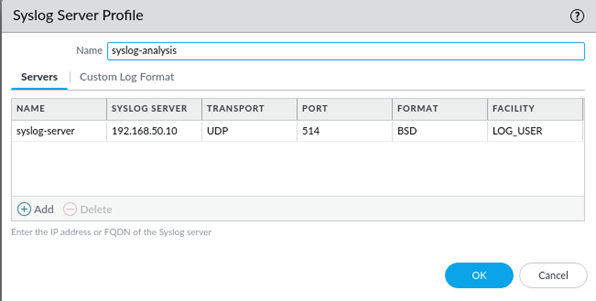 Syslog Server Profile
Name syslog-analysis
Servers Custom Log Format
NAME SYSLOG SERVER TRANSPORT PORT FORMAT FACILITY
syslog-server 192.168.50.10 UDP 514 BSD LOG_USER
Add Delete
Enter the IP address or FQDN of the Syslog server
OK Cancel